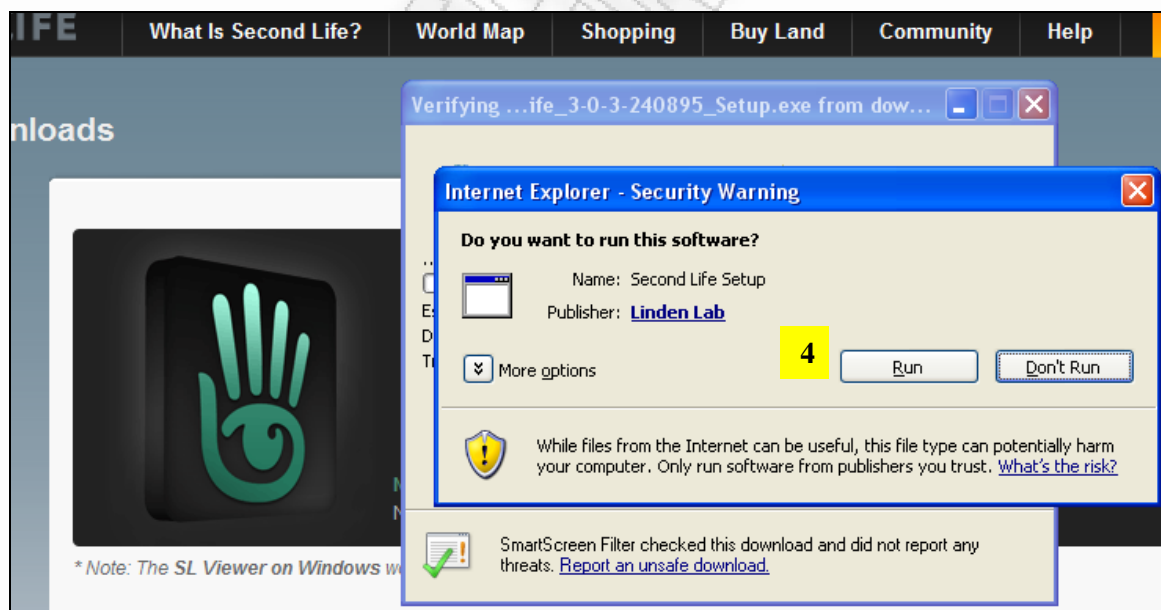 IFE What Is Second Life? World Map Shopping Buy Land Community Help
nloads
Verifying ...ife_3-0-3-240895_Setup.exe from dow...
Internet Explorer - Security Warning
Do you want to run this software?
Name: Second Life Setup
Publisher: Linden Lab
More options
4
Run
Don't Run
While files from the Internet can be useful, this file type can potentially harm
your computer. Only run software from publishers you trust. What's the risk?
SmartScreen Filter checked this download and did not report any
threats. Report an unsafe download.
* Note: The SL Viewer on Windows